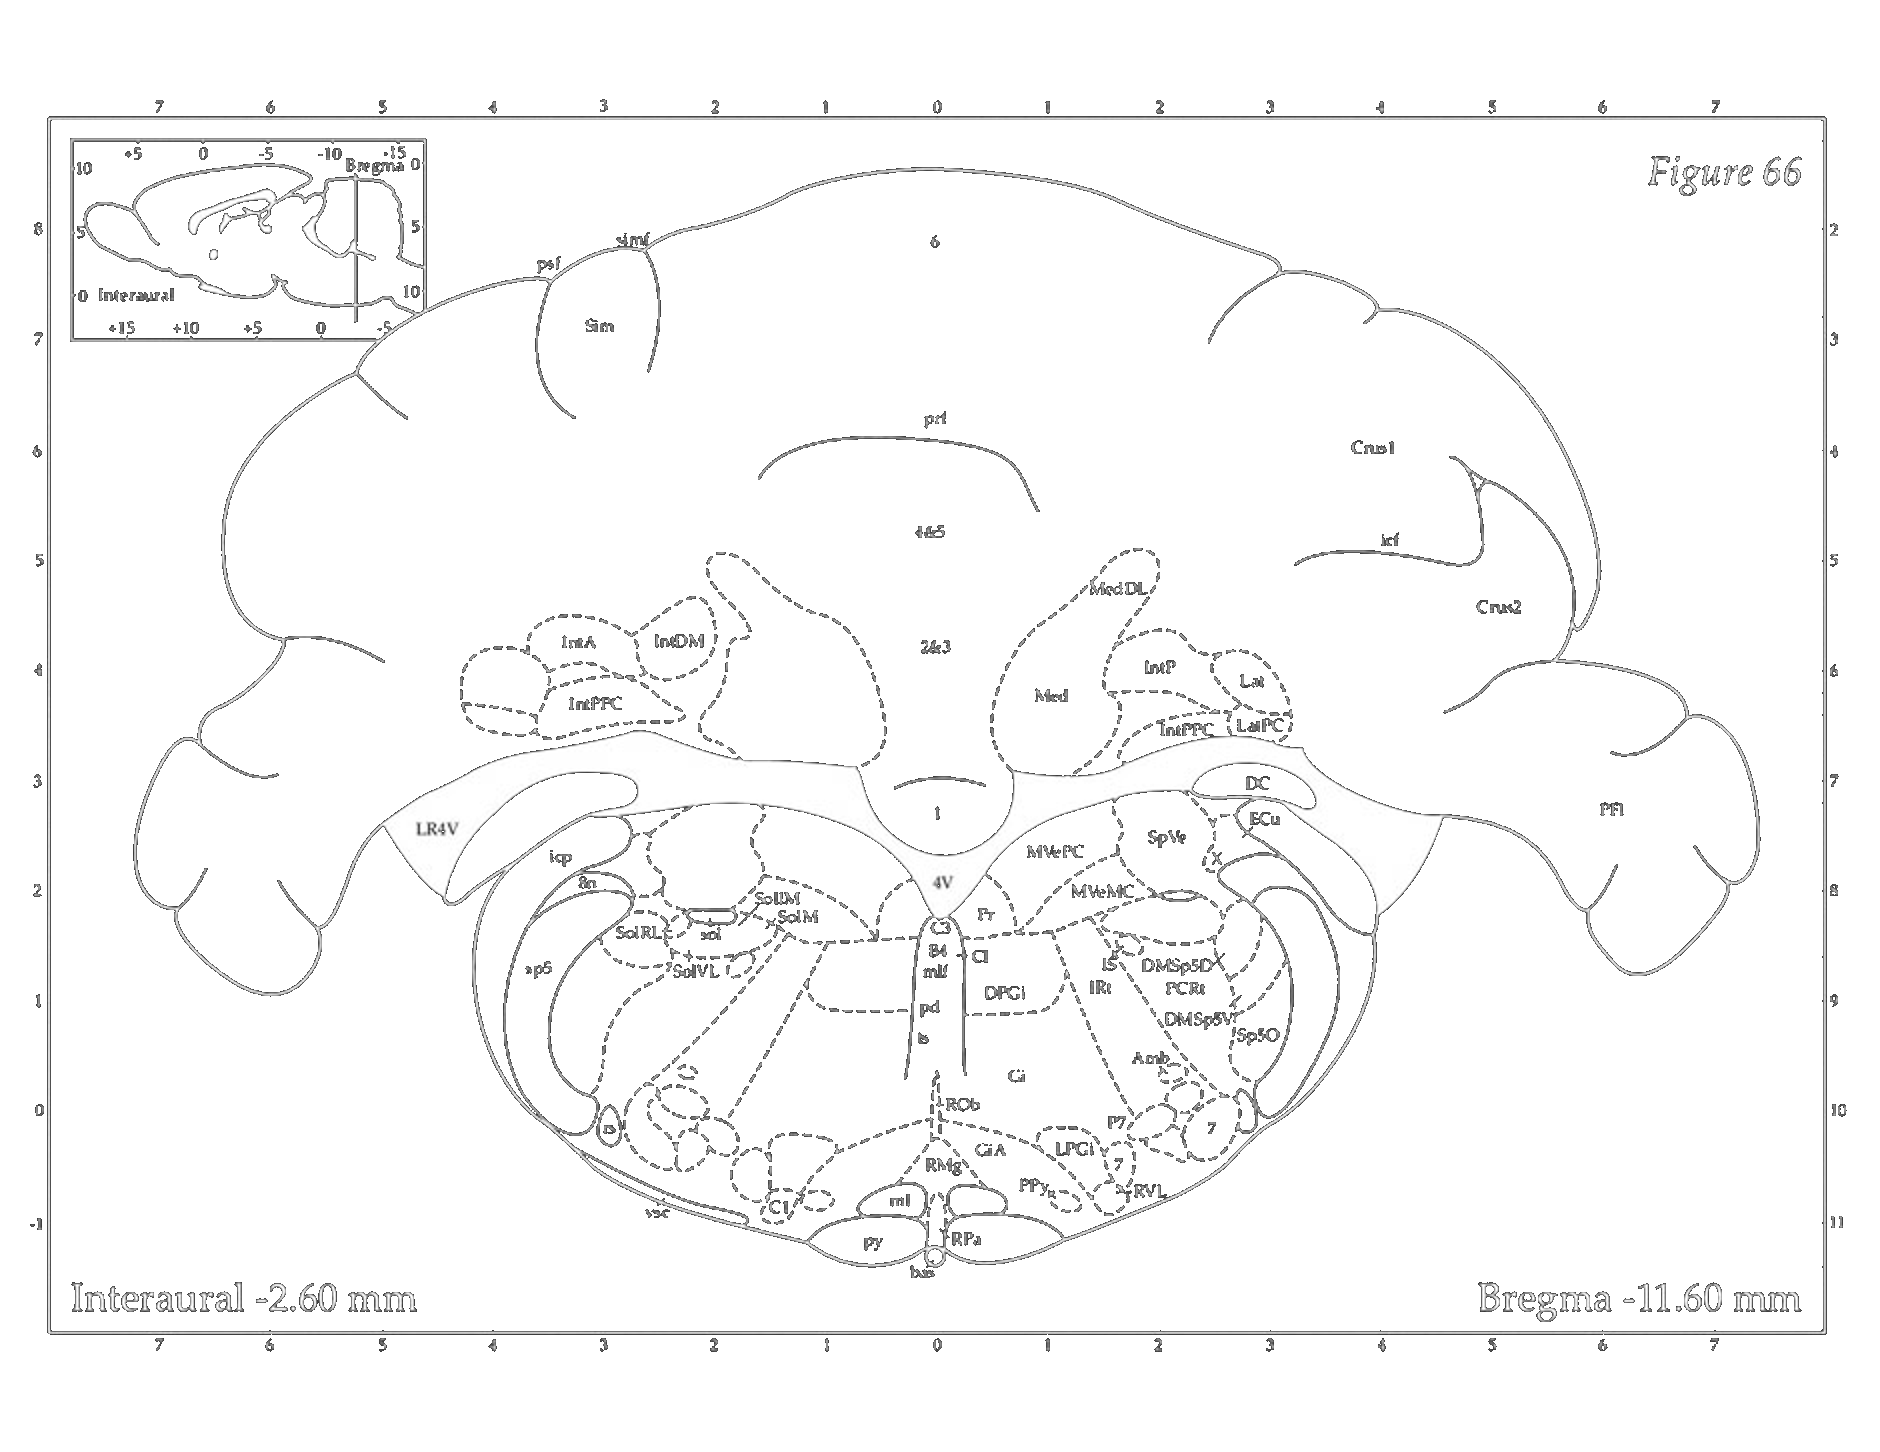 7 6 5 4 3 2 1 0 1 2 3 4 5 6 7
+5 0 -5 -10 -15
10 Bregma 0
Figure 66
8 5 5 simf 6 2
psf
0 Interaural 10
+15 +10 +5 0 -5
Sim
7 3
prf
6 Crus1 4
4&5
icf
5 MedDL 5
Crus2
IntA IntDM 2&3
4 IntP Lat 6
IntPPC Med
IntPPC LatPC
3 DC 7
1 PFl
LR4V ECu
SpVe
icp MVePC X
8n 4V
2 MVeMC 8
SolIM
SolM Pr
SolRL sol C3
B4 CI
sp5 SolVL mlf IS DMSp5D
DPGi IRt PCRt
1 pd 9
DMSp5V
ts Sp5O
Amb
Gi
0 ROb 10
P7
rs 7
GiA LPGi
RMg 7
PPy RVL
ml
C1
vsc
-1 11
py RPa
bas
Interaural -2.60 mm Bregma -11.60 mm
7 6 5 4 3 2 1 0 1 2 3 4 5 6 7